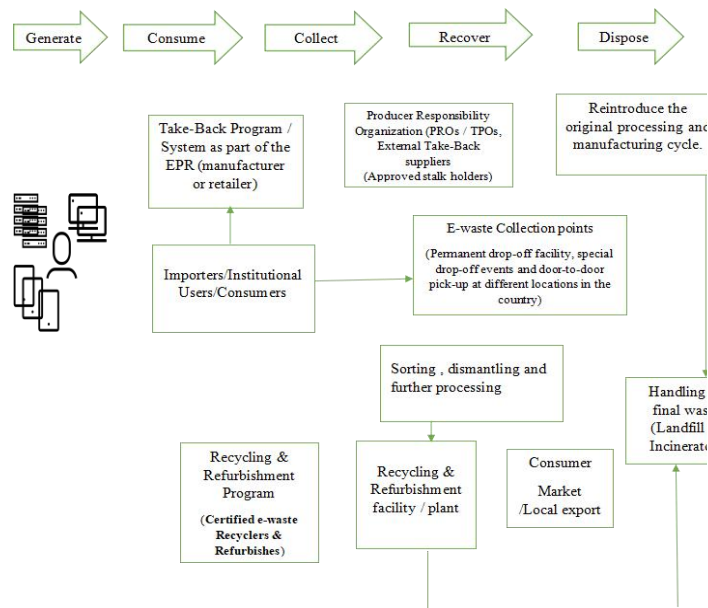 Generate
Consume
Collect
Recover
Dispose
Take-Back Program /
System as part of the
EPR (manufacturer
or retailer)
Producer Responsibility
Organization (PROs / TPOs,
External Take-Back
suppliers
(Approved stalk holders)
Reintroduce the
original processing and
manufacturing cycle.
Importers/Institutional
Users/Consumers
E-waste Collection points
(Permanent drop-off facility, special
drop-off events and door-to-door
pick-up at different locations in the
country)
Sorting , dismantling and
further processing
Handling
final was
(Landfill
Incinerate
Recycling &
Refurbishment
Program
(Certified e-waste
Recyclers &
Refurbishes)
Recycling &
Refurbishment
facility / plant
Consumer
Market
/Local export